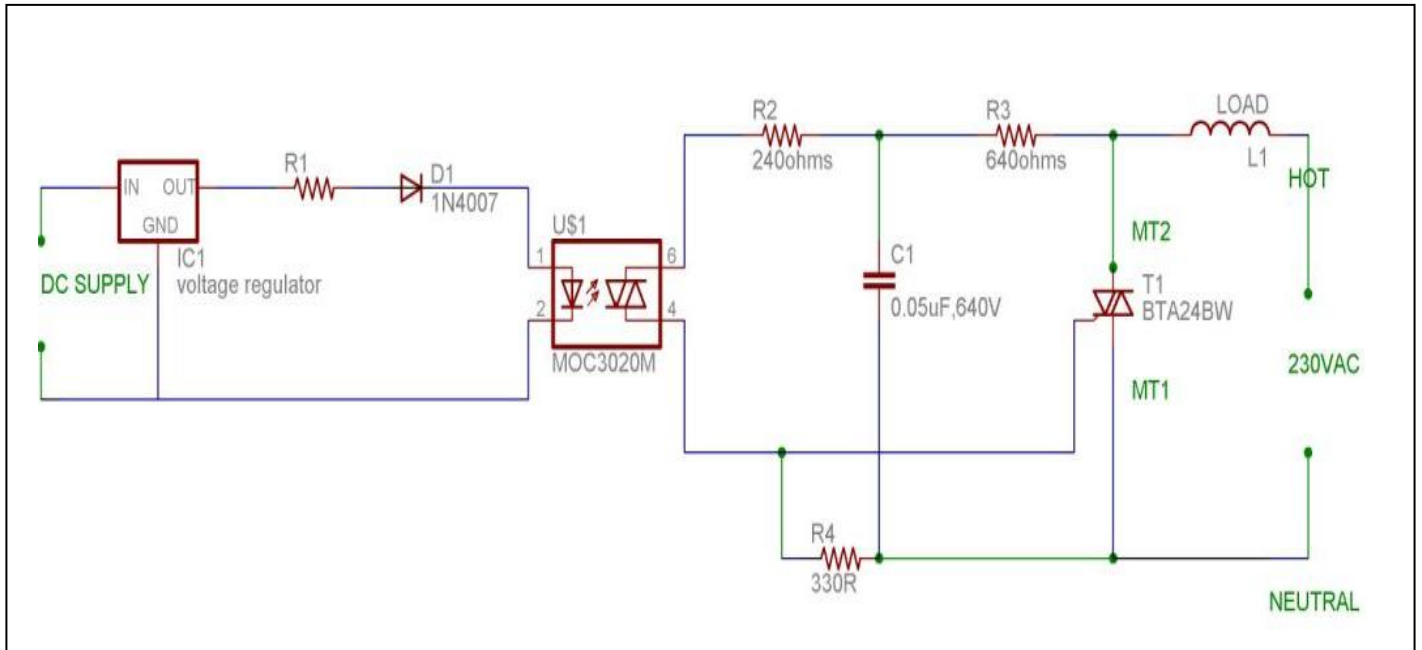 LOAD
R2
R3
240ohms
640ohms
L1
HOT
R1
D1
IN OUT
1N4007
GND
U$1
MT2
IC1
1
6
C1
DC SUPPLY
voltage regulator
T1
2
4
0.05uF,640V
BTA24BW
MOC3020M
230VAC
MT1
R4
330R
NEUTRAL